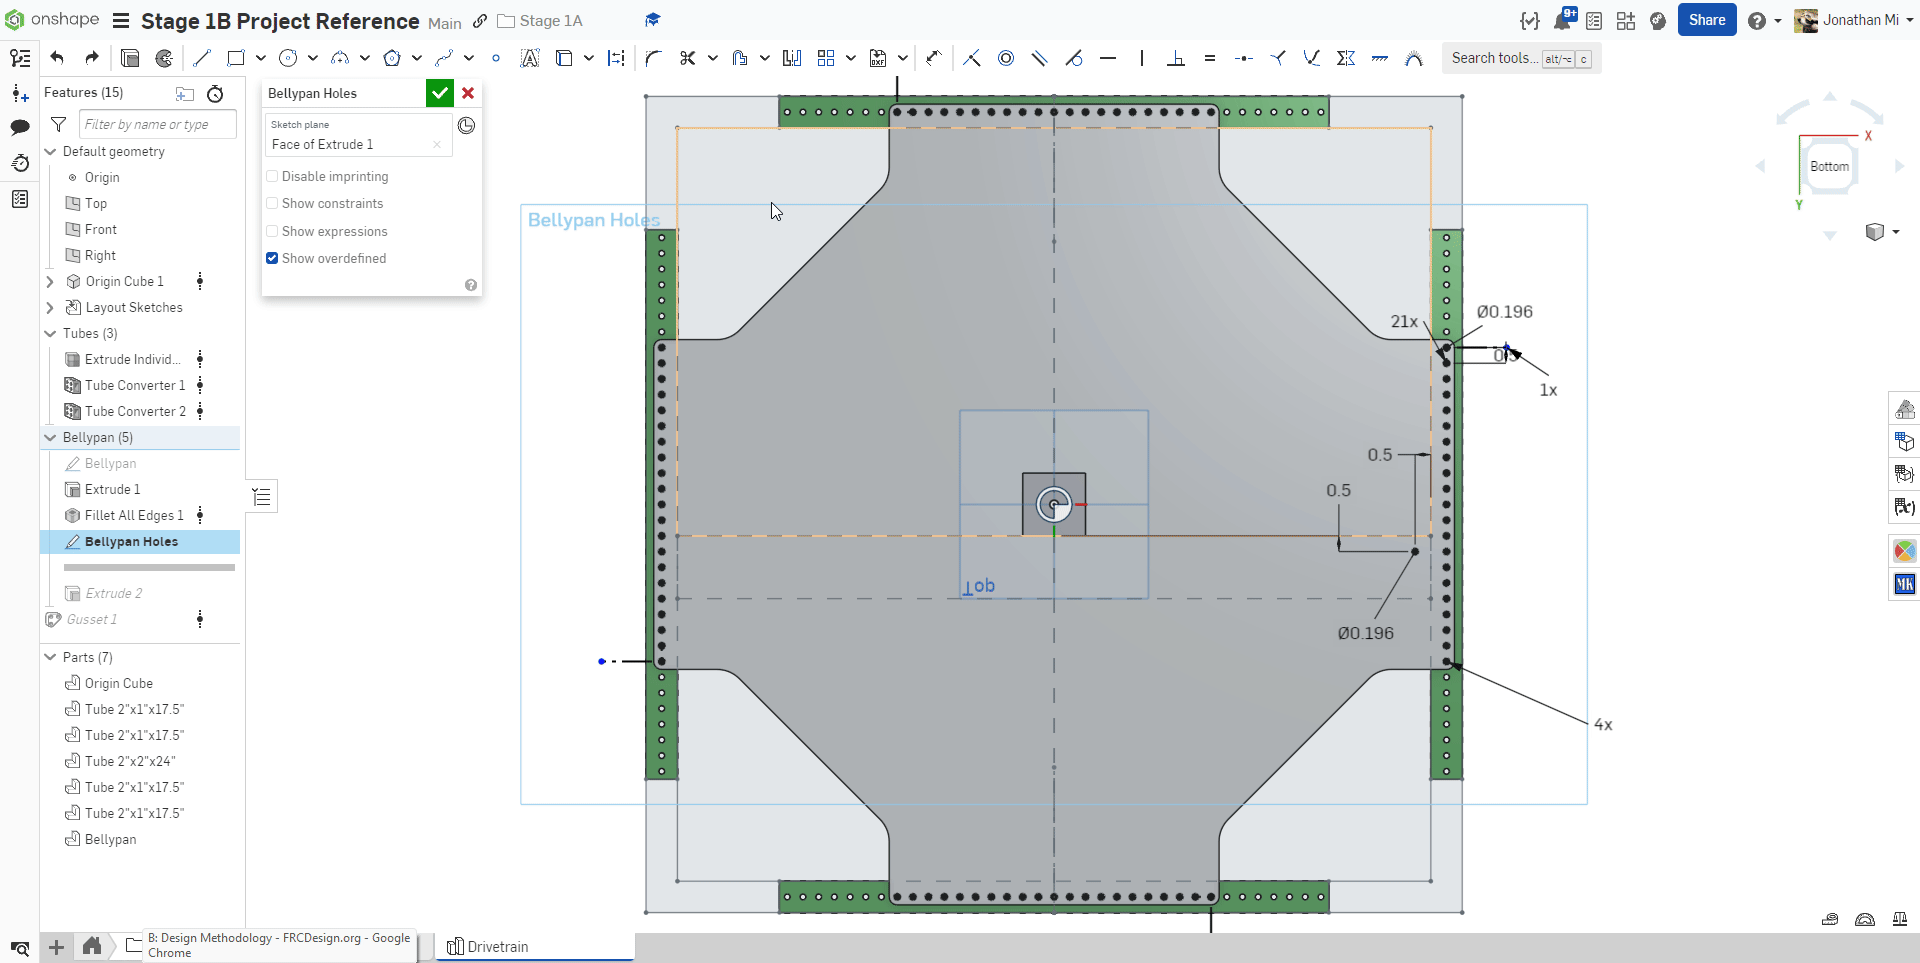 onshape
Stage 1B Project Reference
Main
Stage 1A
9+
Share
Jonathan Mi
Search tools...
alt/⌥
c
Features (15)
Filter by name or type
Default geometry
Origin
Top
Front
Right
Origin Cube 1
Layout Sketches
Tubes (3)
Extrude Individ...
Tube Converter 1
Tube Converter 2
Bellypan (5)
Bellypan
Extrude 1
Fillet All Edges 1
Bellypan Holes
Extrude 2
Gusset 1
Parts (7)
Origin Cube
Tube 2"x1"x17.5"
Tube 2"x1"x17.5"
Tube 2"x2"x24"
Tube 2"x1"x17.5"
Tube 2"x1"x17.5"
Bellypan
Bellypan Holes
Sketch plane
Face of Extrude 1
Disable imprinting
Show constraints
Show expressions
Show overdefined
Bellypan Holes
21x
Ø0.196
1x
0.5
0.5
Ø0.196
4x
Top
X
Bottom
Y
DXF
MK
B: Design Methodology - FRCDesign.org - Google
Chrome
Drivetrain